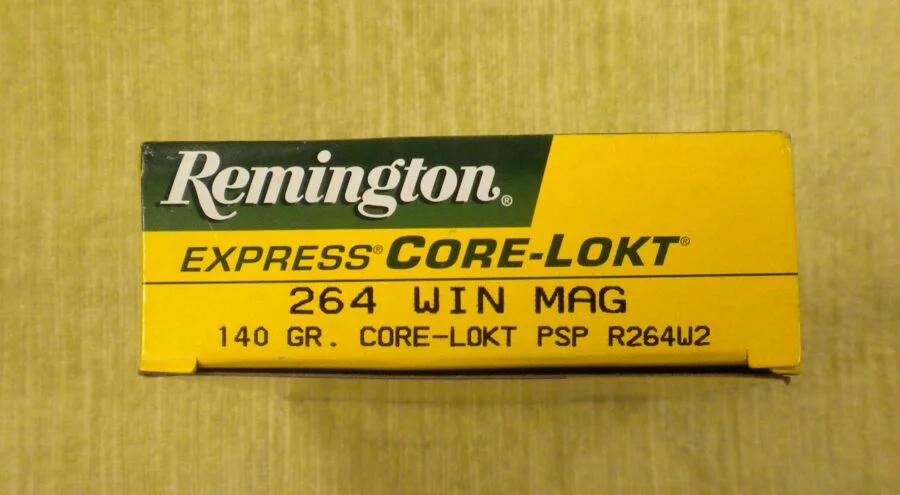 Remington®
EXPRESS® CORE-LOKT®
264 WIN MAG
140 GR. CORE-LOKT PSP R264W2